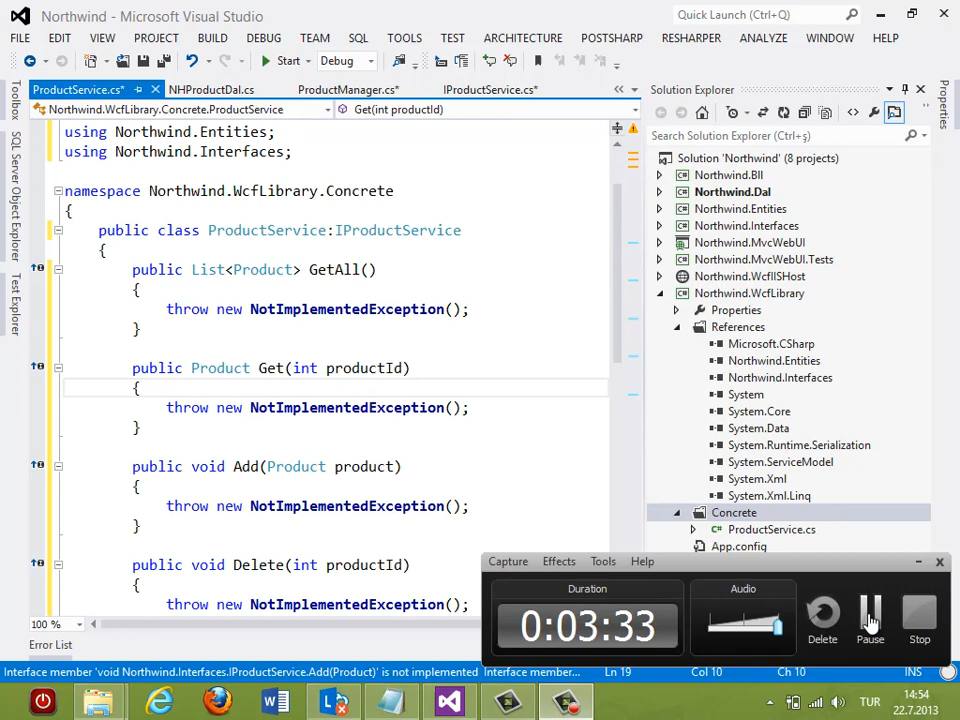 Northwind - Microsoft Visual Studio
Quick Launch (Ctrl+Q)
FILE EDIT VIEW PROJECT BUILD DEBUG TEAM SQL TOOLS TEST ARCHITECTURE POSTSHARP RESHARPER ANALYZE WINDOW HELP
Start Debug
ProductService.cs* NHProductDal.cs ProductManager.cs* IProductService.cs*
Northwind.WcfLibrary.Concrete.ProductService Get(int productId)
Toolbox
SQL Server Object Explorer
Test Explorer
using Northwind.Entities;
using Northwind.Interfaces;
namespace Northwind.WcfLibrary.Concrete
{
public class ProductService:IProductService
{
public List<Product> GetAll()
{
throw new NotImplementedException();
}
public Product Get(int productId)
{
throw new NotImplementedException();
}
public void Add(Product product)
{
throw new NotImplementedException();
}
public void Delete(int productId)
{
throw new NotImplementedException();
100 %
Error List
Solution Explorer
Search Solution Explorer (Ctrl+ş)
Solution 'Northwind' (8 projects)
Northwind.Bll
Northwind.Dal
Northwind.Entities
Northwind.Interfaces
Northwind.MvcWebUI
Northwind.MvcWebUI.Tests
Northwind.WcfIISHost
Northwind.WcfLibrary
Properties
References
Microsoft.CSharp
Northwind.Entities
Northwind.Interfaces
System
System.Core
System.Data
System.Runtime.Serialization
System.ServiceModel
System.Xml
System.Xml.Linq
Concrete
ProductService.cs
App.config
Properties
Capture Effects Tools Help
Duration
0:03:33
Audio
Delete
Pause
Stop
Interface member 'void Northwind.Interfaces.IProductService.Add(Product)' is not implemented Interface member... Ln 19 Col 10 Ch 10 INS
TUR
14:54
22.7.2013